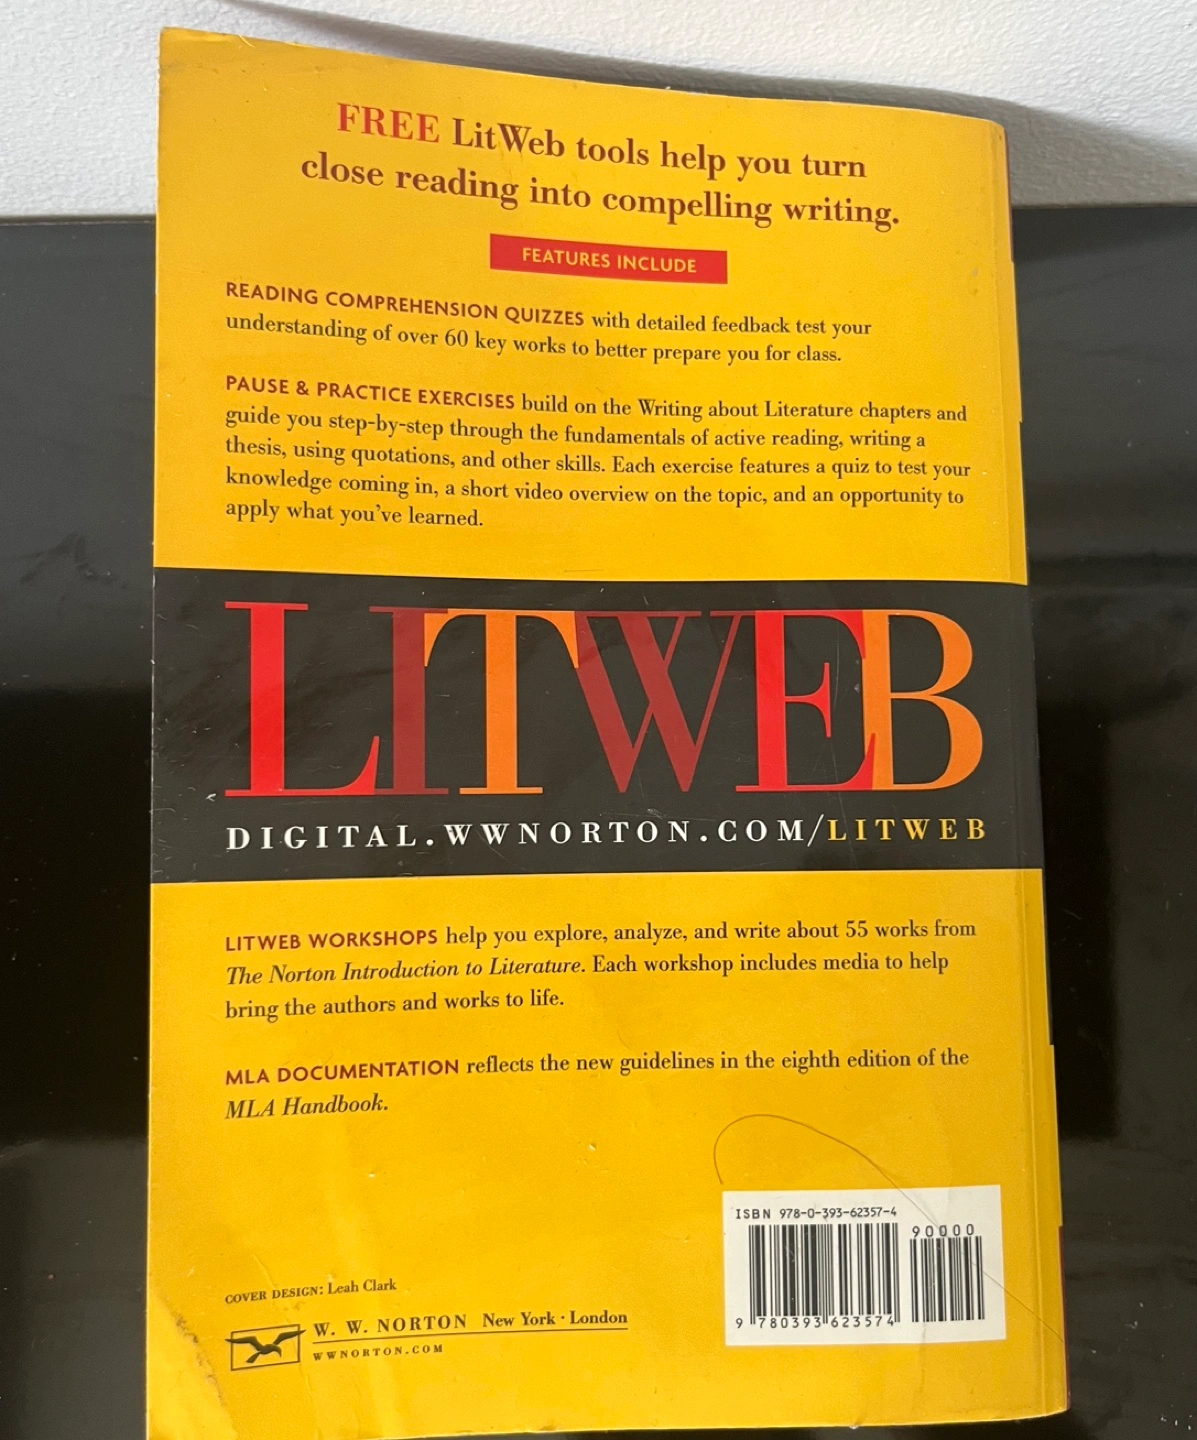 FREE LitWeb tools help you turn
close reading into compelling writing.
FEATURES INCLUDE
READING COMPREHENSION QUIZZES with detailed feedback test your
understanding of over 60 key works to better prepare you for class.
PAUSE & PRACTICE EXERCISES build on the Writing about Literature chapters and
guide you step-by-step through the fundamentals of active reading, writing a
thesis, using quotations, and other skills. Each exercise features a quiz to test your
knowledge coming in, a short video overview on the topic, and an opportunity to
apply what you've learned.
LITWEB
DIGITAL.WWNORTON.COM/LITWEB
LITWEB WORKSHOPS help you explore, analyze, and write about 55 works from
The Norton Introduction to Literature. Each workshop includes media to help
bring the authors and works to life.
MLA DOCUMENTATION reflects the new guidelines in the eighth edition of the
MLA Handbook.
ISBN 978-0-393-62357-4
90000
9 780393 623574
COVER DESIGN: Leah Clark
W. W. NORTON New York · London
WWNORTON.COM